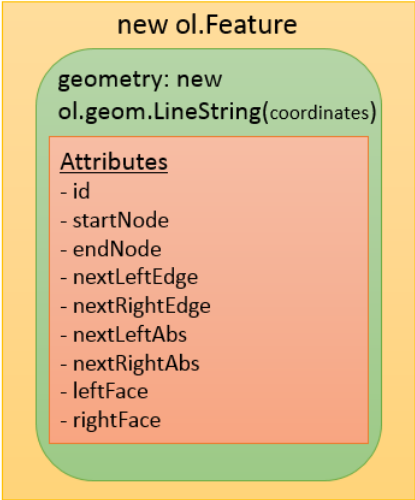 new ol.Feature
geometry: new
ol.geom.LineString(coordinates)
Attributes
- id
- startNode
- endNode
- nextLeftEdge
- nextRightEdge
- nextLeftAbs
- nextRightAbs
- leftFace
- rightFace